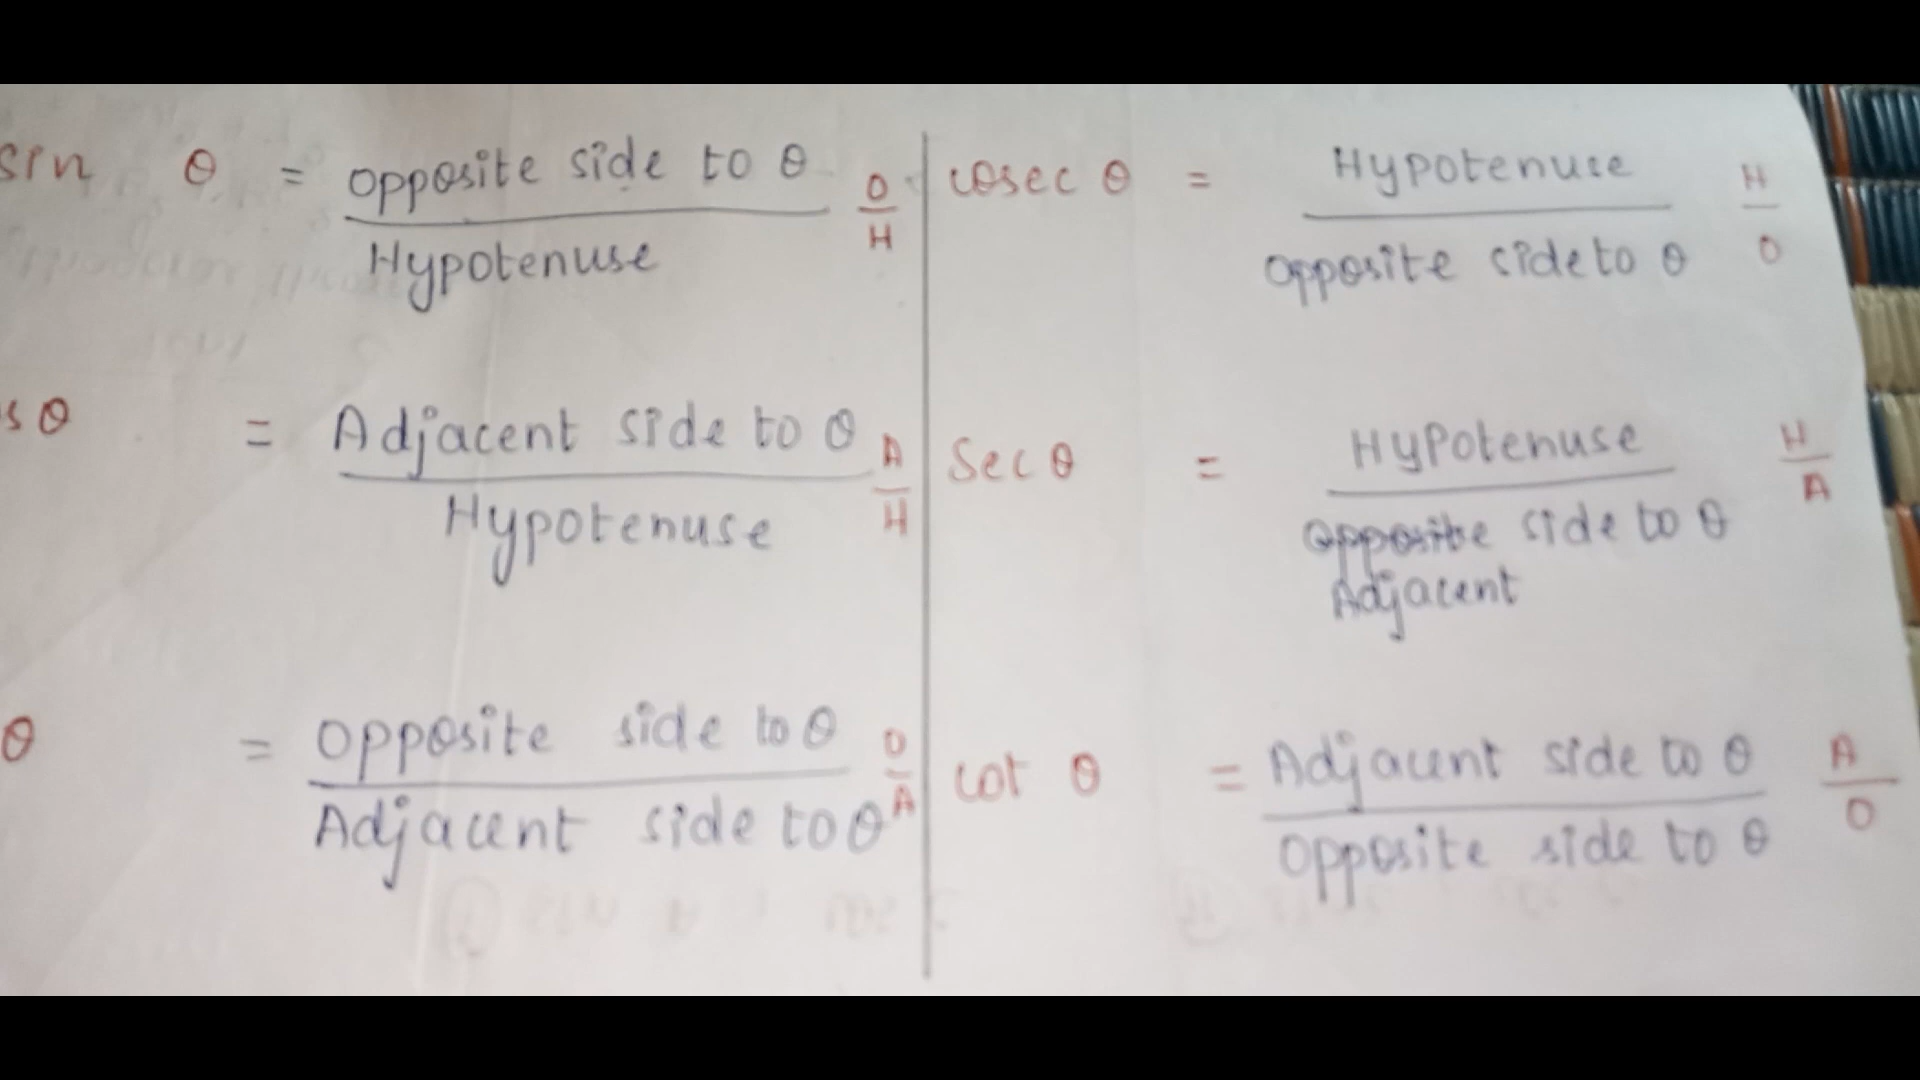 sin θ = opposite side to θ O cosec θ = Hypotenuse H
Hypotenuse H opposite side to θ O
s θ = Adjacent side to θ A Sec θ = HyPotenuse H
Hypotenuse H Opposite side to θ A
Adjacent
θ = Opposite side to θ O cot θ = Adjacent side to θ A
Adjacent side to θ A Opposite side to θ O